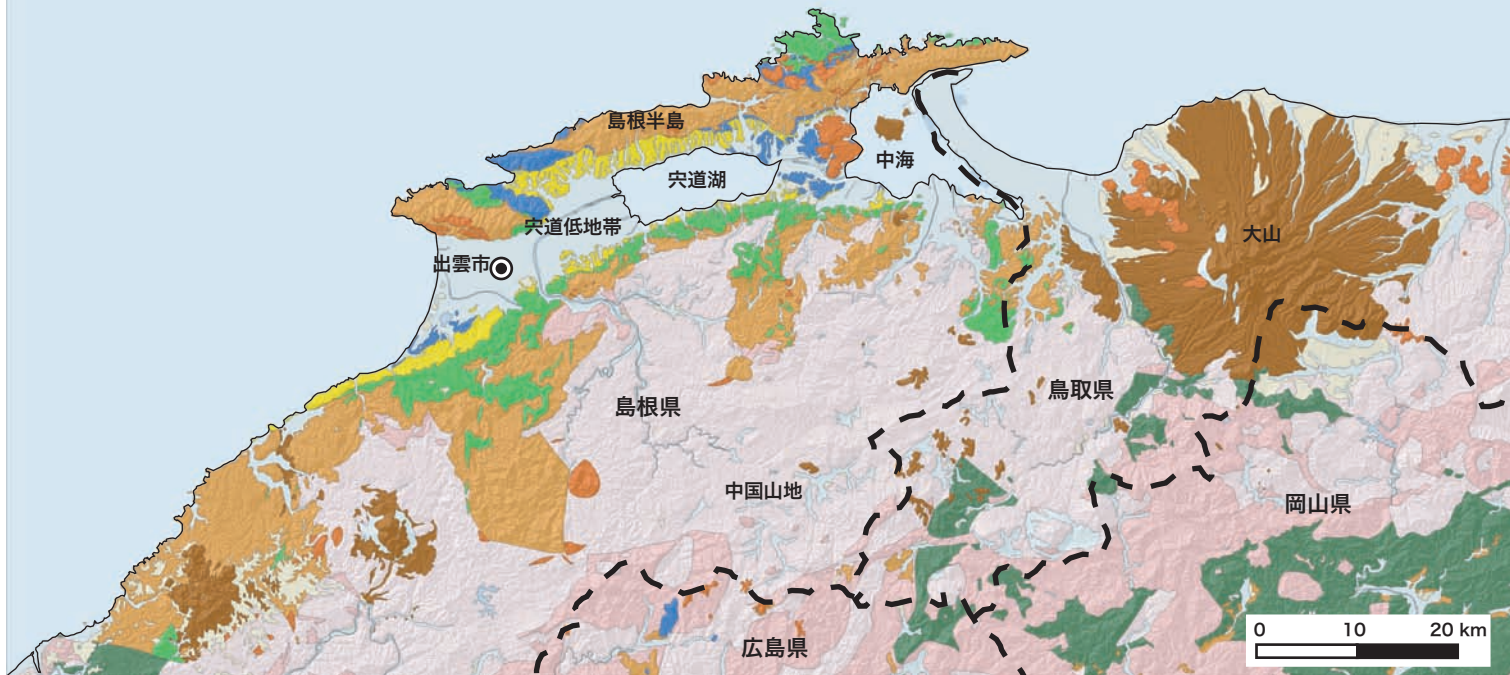 島根半島
中海
宍道湖
宍道低地帯
大山
出雲市
鳥取県
島根県
中国山地
岡山県
広島県
0 10 20 km